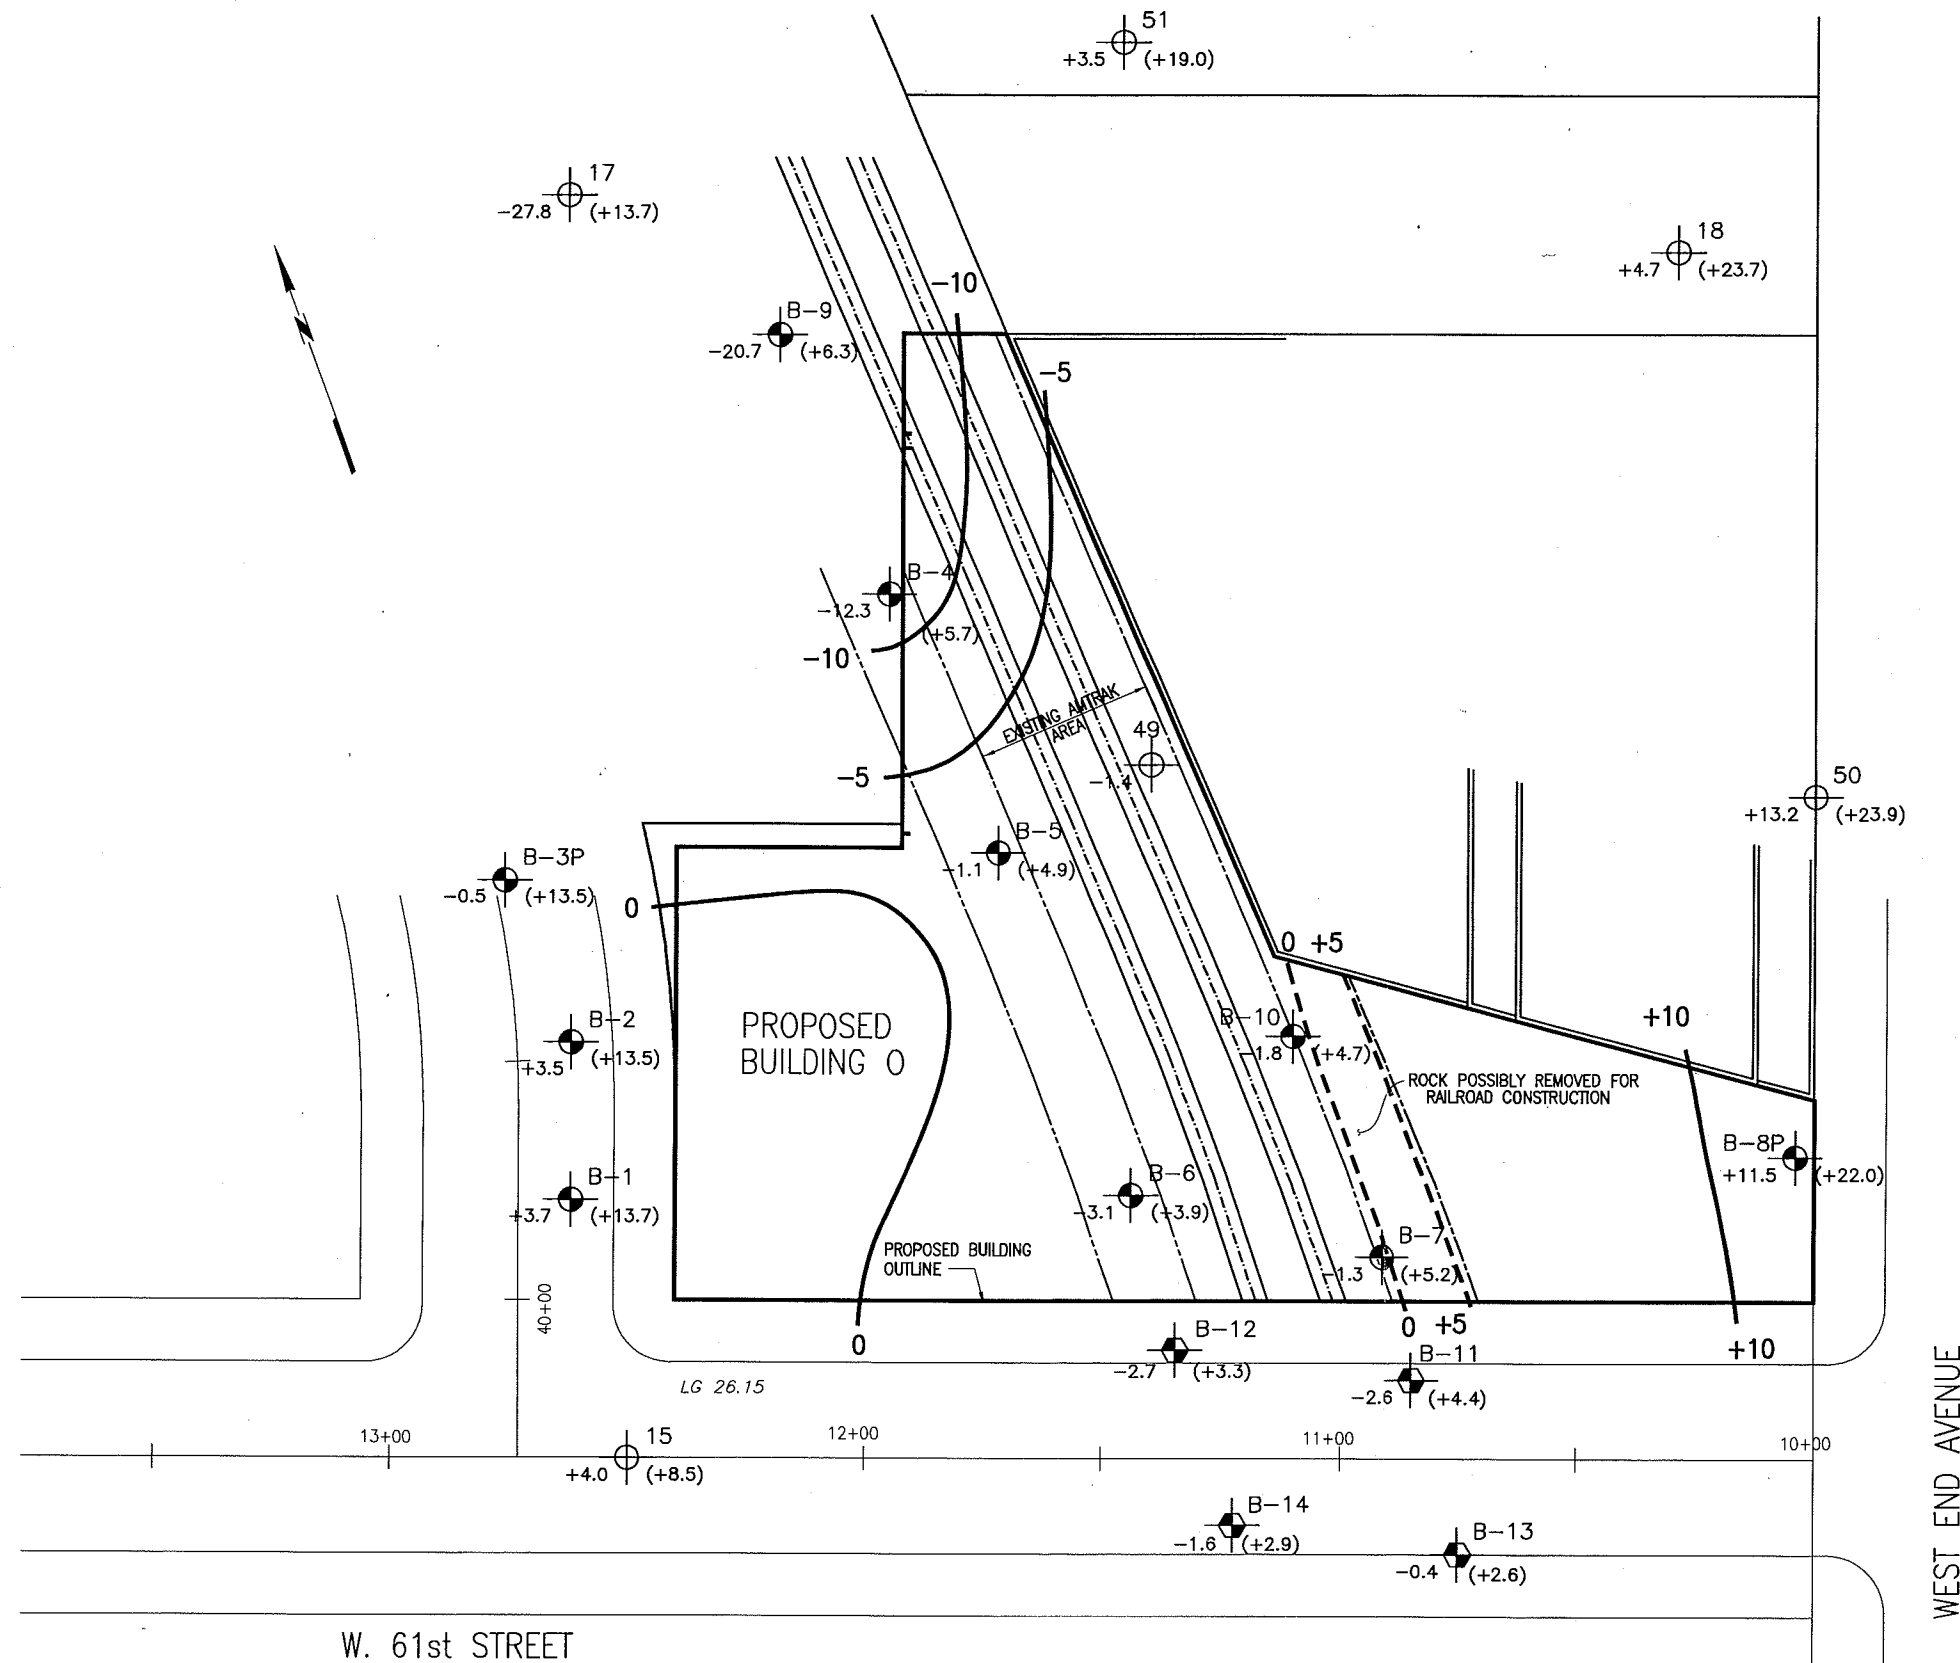 51
+3.5 (+19.0)
17
-27.8 (+13.7)
18
+4.7 (+23.7)
N
-10
B-9
-20.7 (+6.3)
-5
B-4
-12.3
(+5.7)
-10
EXISTING AMTRAK
AREA
49
-1.4
-5
50
+13.2 (+23.9)
B-5
-1.1 (+4.9)
B-3P
-0.5 (+13.5)
0
0 +5
B-2
+3.5 (+13.5)
PROPOSED
BUILDING O
B-10
-1.8 (+4.7)
+10
ROCK POSSIBLY REMOVED FOR
RAILROAD CONSTRUCTION
B-8P
+11.5 (+22.0)
B-1
+3.7 (+13.7)
B-6
-3.1 (+3.9)
PROPOSED BUILDING
OUTLINE
B-7
-1.3 (+5.2)
40+00
0
0 +5
+10
B-12
-2.7 (+3.3)
B-11
-2.6 (+4.4)
LG 26.15
13+00
12+00
11+00
10+00
15
+4.0 (+8.5)
B-14
-1.6 (+2.9)
B-13
-0.4 (+2.6)
WEST END AVENUE
W. 61st STREET